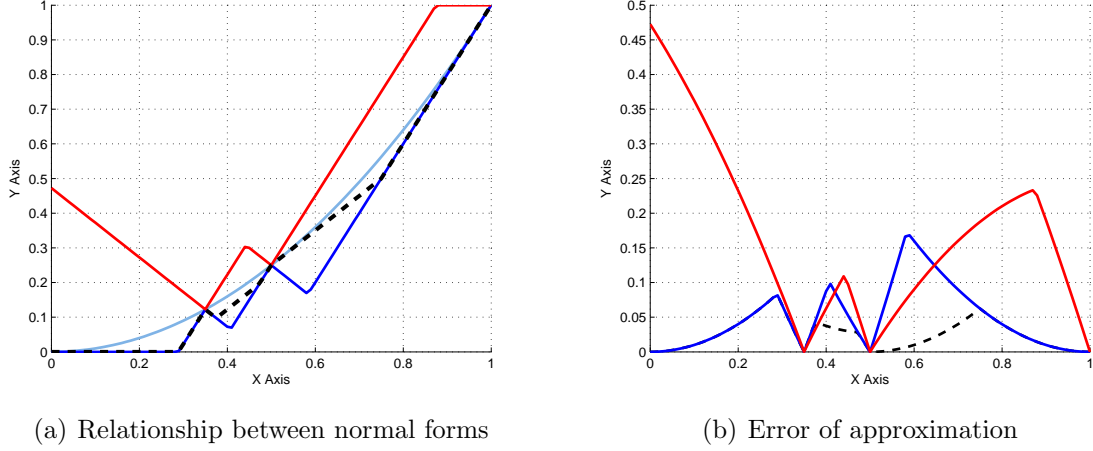 1
0.9
0.8
0.7
0.6
0.5
0.4
0.3
0.2
0.1
0
Y Axis
0 0.2 0.4 0.6 0.8 1
X Axis
(a) Relationship between normal forms
0.5
0.45
0.4
0.35
0.3
0.25
0.2
0.15
0.1
0.05
0
Y Axis
0 0.2 0.4 0.6 0.8 1
X Axis
(b) Error of approximation